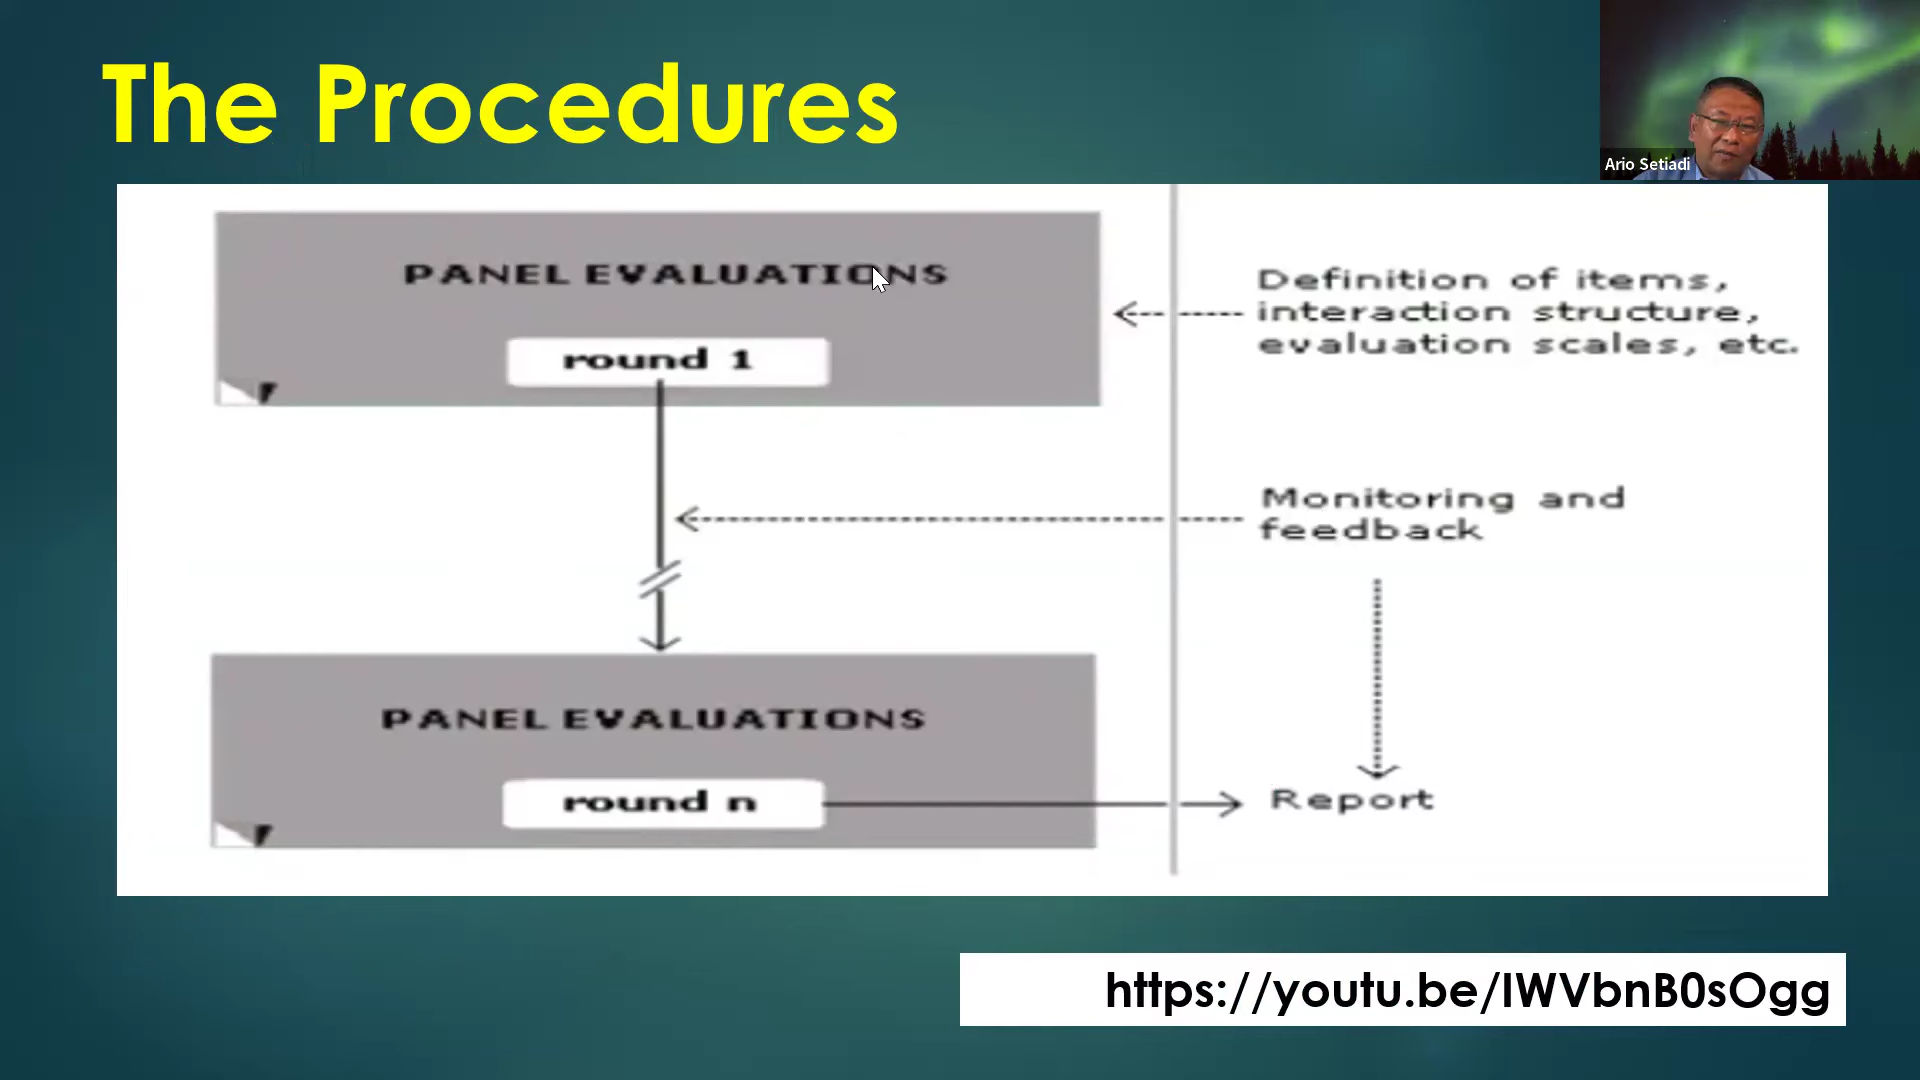 The Procedures
Ario Setiadi
PANEL EVALUATIONS
round 1
Definition of items,
interaction structure,
evaluation scales, etc.
Monitoring and
feedback
PANEL EVALUATIONS
round n
Report
https://youtu.be/IWVbnB0sOgg